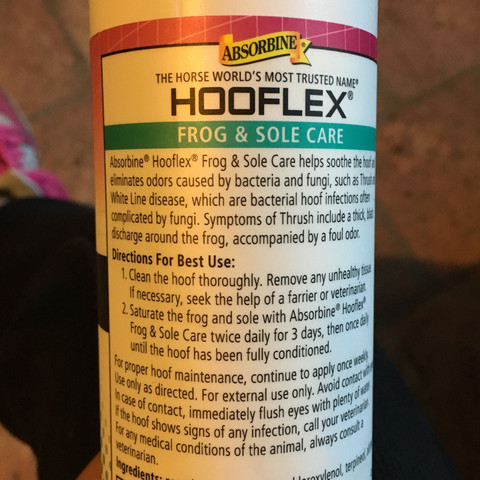 ABSORBINE
THE HORSE WORLD'S MOST TRUSTED NAME®
HOOFLEX®
FROG & SOLE CARE
Absorbine® Hooflex® Frog & Sole Care helps soothe the hoof
eliminates odors caused by bacteria and fungi, such as Thrush
White Line disease, which are bacterial hoof infections often
complicated by fungi. Symptoms of Thrush include a thick,
discharge around the frog, accompanied by a foul odor.
Directions For Best Use:
1. Clean the hoof thoroughly. Remove any unhealthy tissue.
If necessary, seek the help of a farrier or veterinarian.
2. Saturate the frog and sole with Absorbine® Hooflex®
Frog & Sole Care twice daily for 3 days, then once daily
until the hoof has been fully conditioned.
For proper hoof maintenance, continue to apply once weekly.
Use only as directed. For external use only. Avoid contact with
In case of contact, immediately flush eyes with plenty of water.
If the hoof shows signs of any infection, call your veterinarian.
For any medical conditions of the animal, always consult a
veterinarian.
Ingredients: chloroxylenol, terpineol,